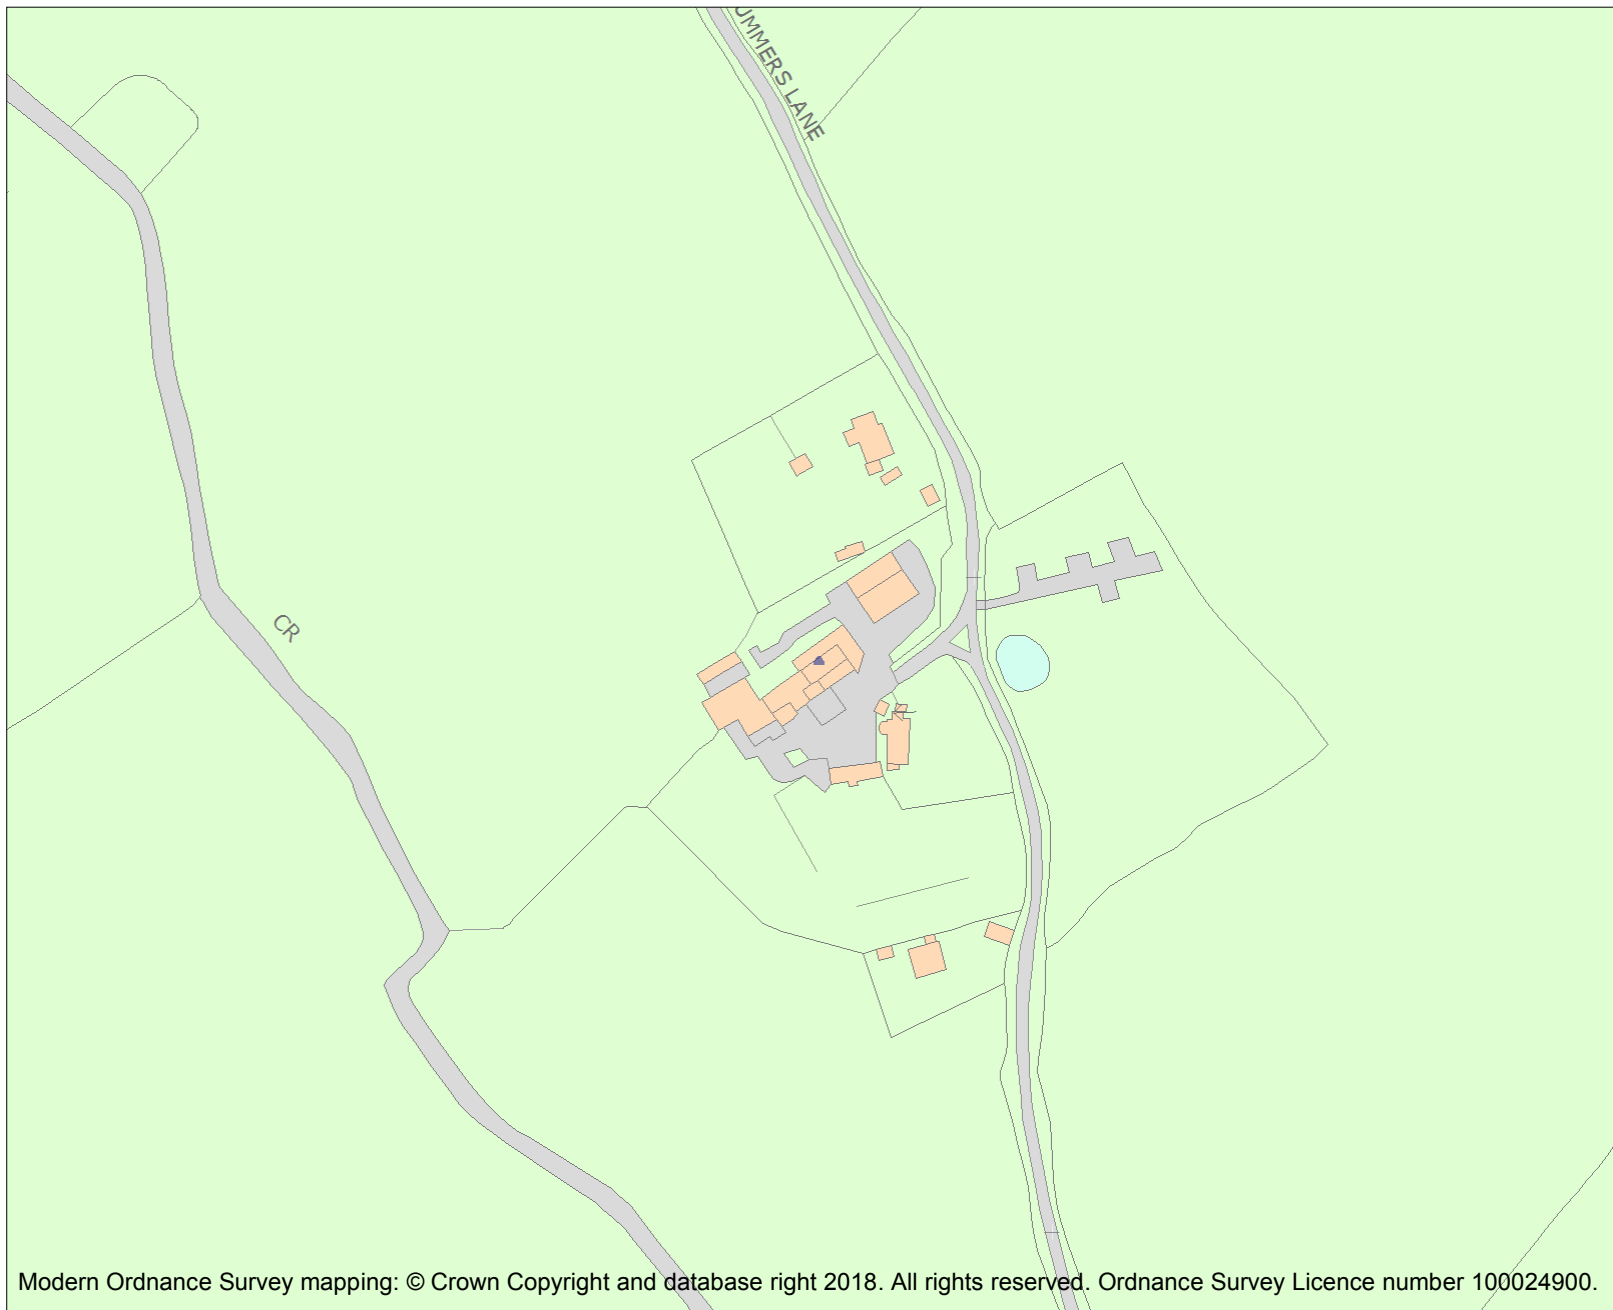 UMMERS LANE
CR
Modern Ordnance Survey mapping: © Crown Copyright and database right 2018. All rights reserved. Ordnance Survey Licence number 100024900.